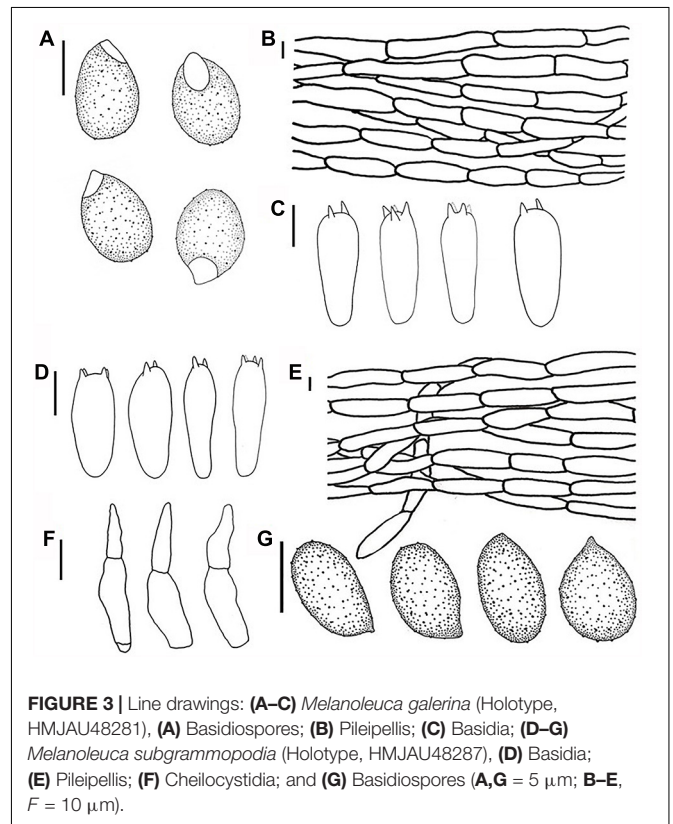 A
B
C
D
E
F
G
FIGURE 3 | Line drawings: (A–C) Melanoleuca galerina (Holotype,
HMJAU48281), (A) Basidiospores; (B) Pileipellis; (C) Basidia; (D–G)
Melanoleuca subgrammopodia (Holotype, HMJAU48287), (D) Basidia;
(E) Pileipellis; (F) Cheilocystidia; and (G) Basidiospores (A,G = 5 μm; B–E,
F = 10 μm).